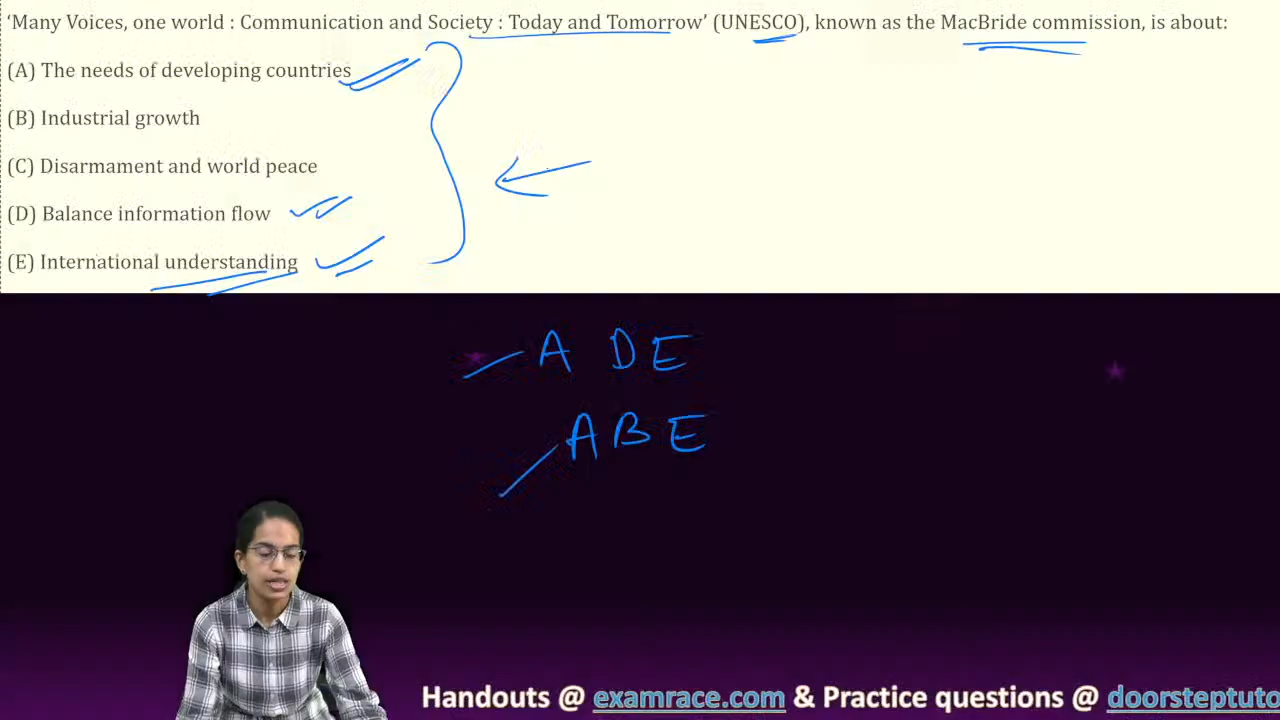 ‘Many Voices, one world : Communication and Society : Today and Tomorrow’ (UNESCO), known as the MacBride commission, is about:
(A) The needs of developing countries
(B) Industrial growth
(C) Disarmament and world peace
(D) Balance information flow
(E) International understanding
A D E
A B E
Handouts @ examrace.com & Practice questions @ doorsteptuto